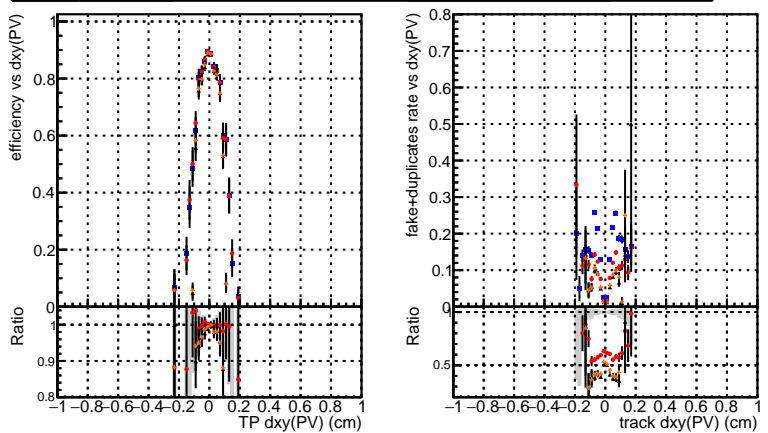 efficiency vs dxy(PV)
1
0.8
0.6
0.4
0.2
0
Ratio
1
0.9
0.8
−1 −0.8−0.6−0.4−0.2 0 0.2 0.4 0.6 0.8 1
TP dxy(PV) (cm)
fake+duplicates rate vs dxy(PV)
0.8
0.7
0.6
0.5
0.4
0.3
0.2
0.1
0
Ratio
0.5
−1 −0.8−0.6−0.4−0.2 0 0.2 0.4 0.6 0.8 1
track dxy(PV) (cm)